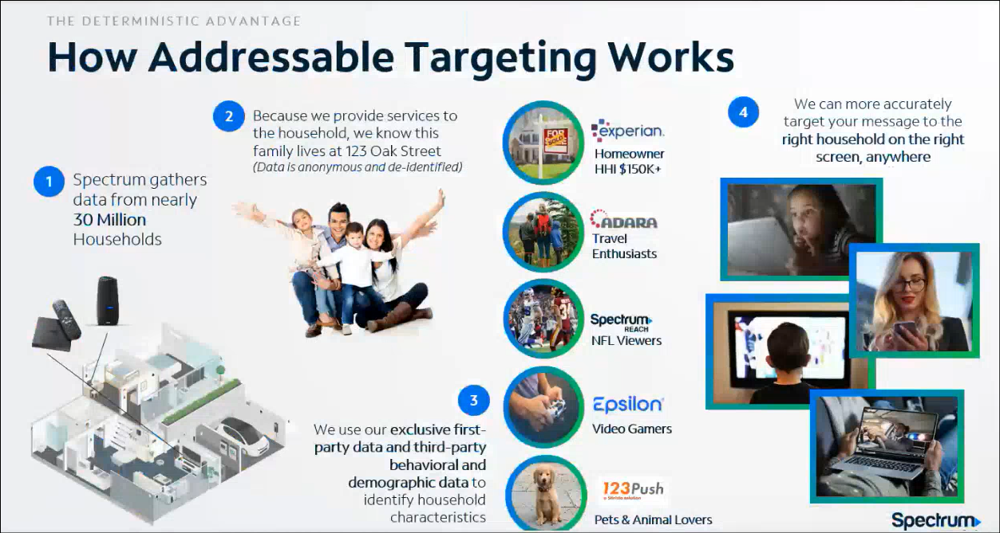 THE DETERMINISTIC ADVANTAGE
How Addressable Targeting Works
1
Spectrum gathers
data from nearly
30 Million
Households
2
Because we provide services to
the household, we know this
family lives at 123 Oak Street
(Data is anonymous and de-identified)
3
We use our exclusive first-
party data and third-party
behavioral and
demographic data to
identify household
characteristics
FOR
SOLD
experian.
Homeowner
HHI $150K+
ADARA
Travel
Enthusiasts
34
Spectrum
REACH
NFL Viewers
Epsilon
Video Gamers
123Push
solution
Pets & Animal Lovers
4
We can more accurately
target your message to the
right household on the right
screen, anywhere
Spectrum